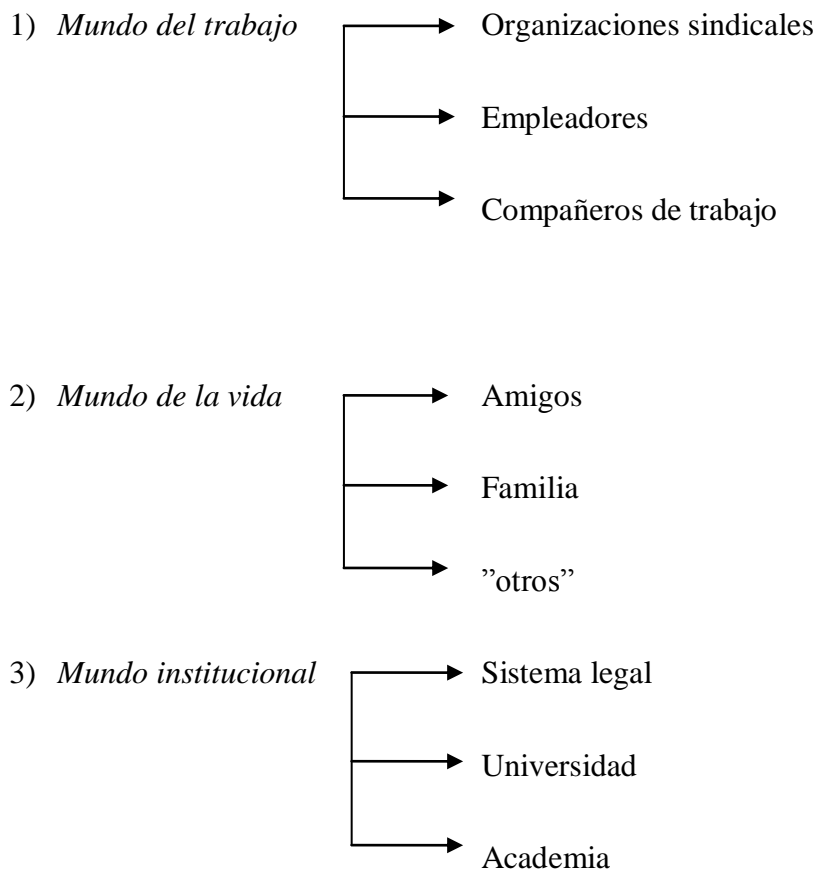 1) Mundo del trabajo Organizaciones sindicales
Empleadores
Compañeros de trabajo
2) Mundo de la vida Amigos
Familia
”otros”
3) Mundo institucional Sistema legal
Universidad
Academia